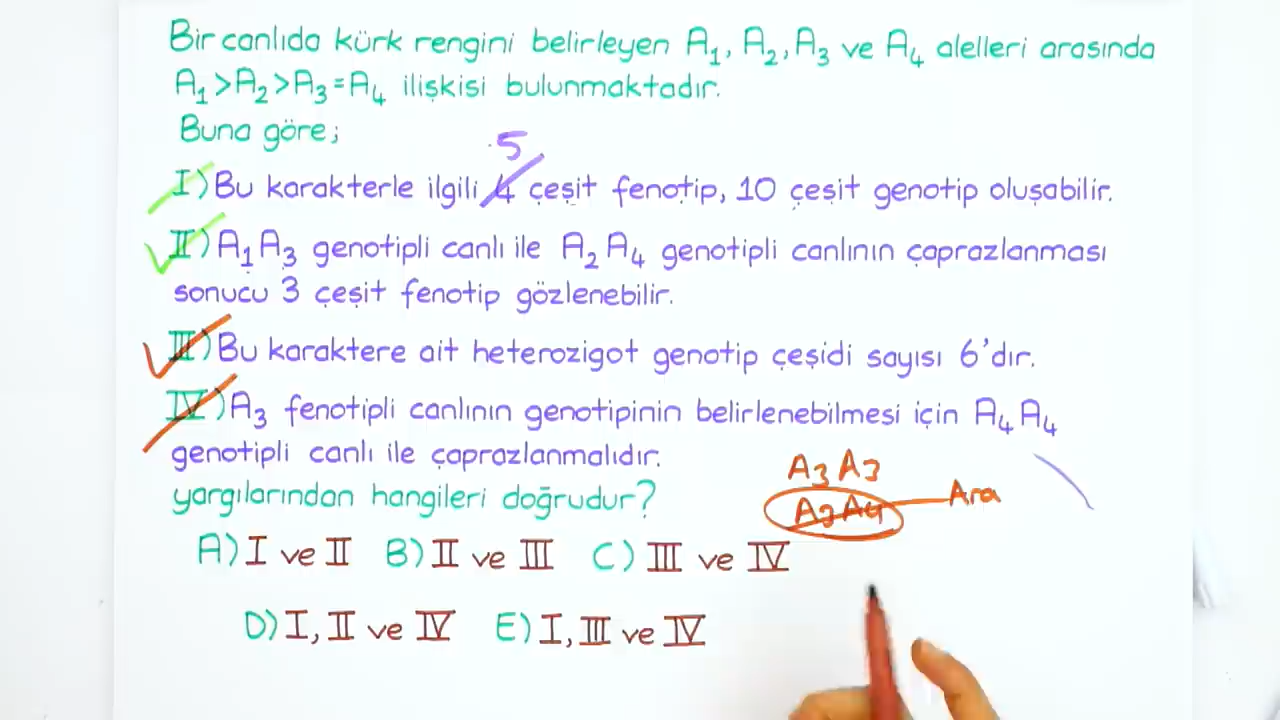 Bir canlıda kürk rengini belirleyen A₁, A₂, A₃ ve A₄ alelleri arasında
A₁>A₂>A₃=A₄ ilişkisi bulunmaktadır.
Buna göre;
5
I) Bu karakterle ilgili 4 çeşit fenotip, 10 çeşit genotip oluşabilir.
II) A₁A₃ genotipli canlı ile A₂A₄ genotipli canlının çaprazlanması
sonucu 3 çeşit fenotip gözlenebilir.
III) Bu karaktere ait heterozigot genotip çeşidi sayısı 6'dır.
IV) A₃ fenotipli canlının genotipinin belirlenebilmesi için A₄A₄
genotipli canlı ile çaprazlanmalıdır.
A₃A₃
yargılarından hangileri doğrudur?
A₃A₄ Ara
A) I ve II B) II ve III C) III ve IV
D) I, II ve IV E) I, III ve IV